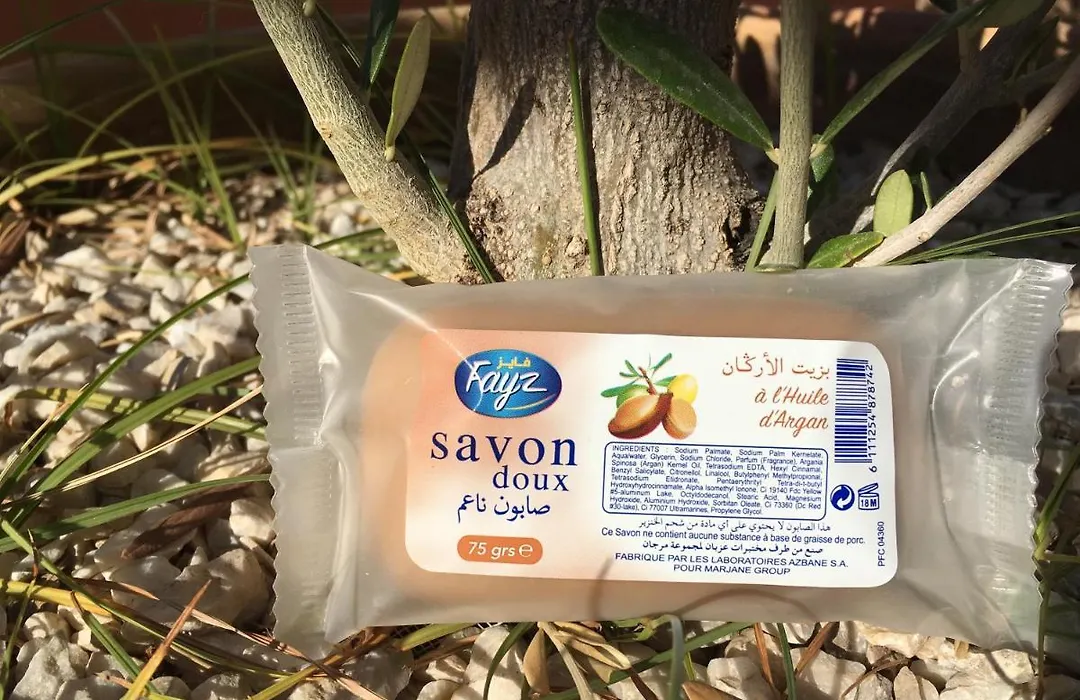 فايز
Fayz
savon
doux
صابون ناعم
75 grs ℮
بزيت الأرݣان
à l'Huile
d'Argan
INGREDIENTS : Sodium Palmate, Sodium Palm Kernelate,
Aqua/water, Glycerin, Sodium Chloride, Parfum (Fragrance), Argania
Spinosa (Argan) Kernel Oil, Tetrasodium EDTA, Hexyl Cinnamal,
Benzyl Salicylate, Citronellol, Linalool, Butylphenyl Methylpropional,
Tetrasodium Etidronate, Pentaerythrityl Tetra-di-t-butyl
Hydroxyhydrocinnamate, Alpha Isomethyl Ionone, Ci 19140 Fdc Yellow
#5-aluminum Lake, Octyldodecanol, Stearic Acid, Magnesium
Hydroxide, Aluminum Hydroxide, Sorbitan Oleate, Ci 73360 (Dc Red
#30-lake), Ci 77007 Ultramarines, Propylene Glycol.
18M
هذا الصابون لا يحتوي على أي مادة من شحم الخنزير
Ce Savon ne contient aucune substance à base de graisse de porc.
صنع من طرف مختبرات عزبان لمجموعة مرجان
FABRIQUE PAR LES LABORATOIRES AZBANE S.A.
POUR MARJANE GROUP
6 111254 878742
PFC 04360